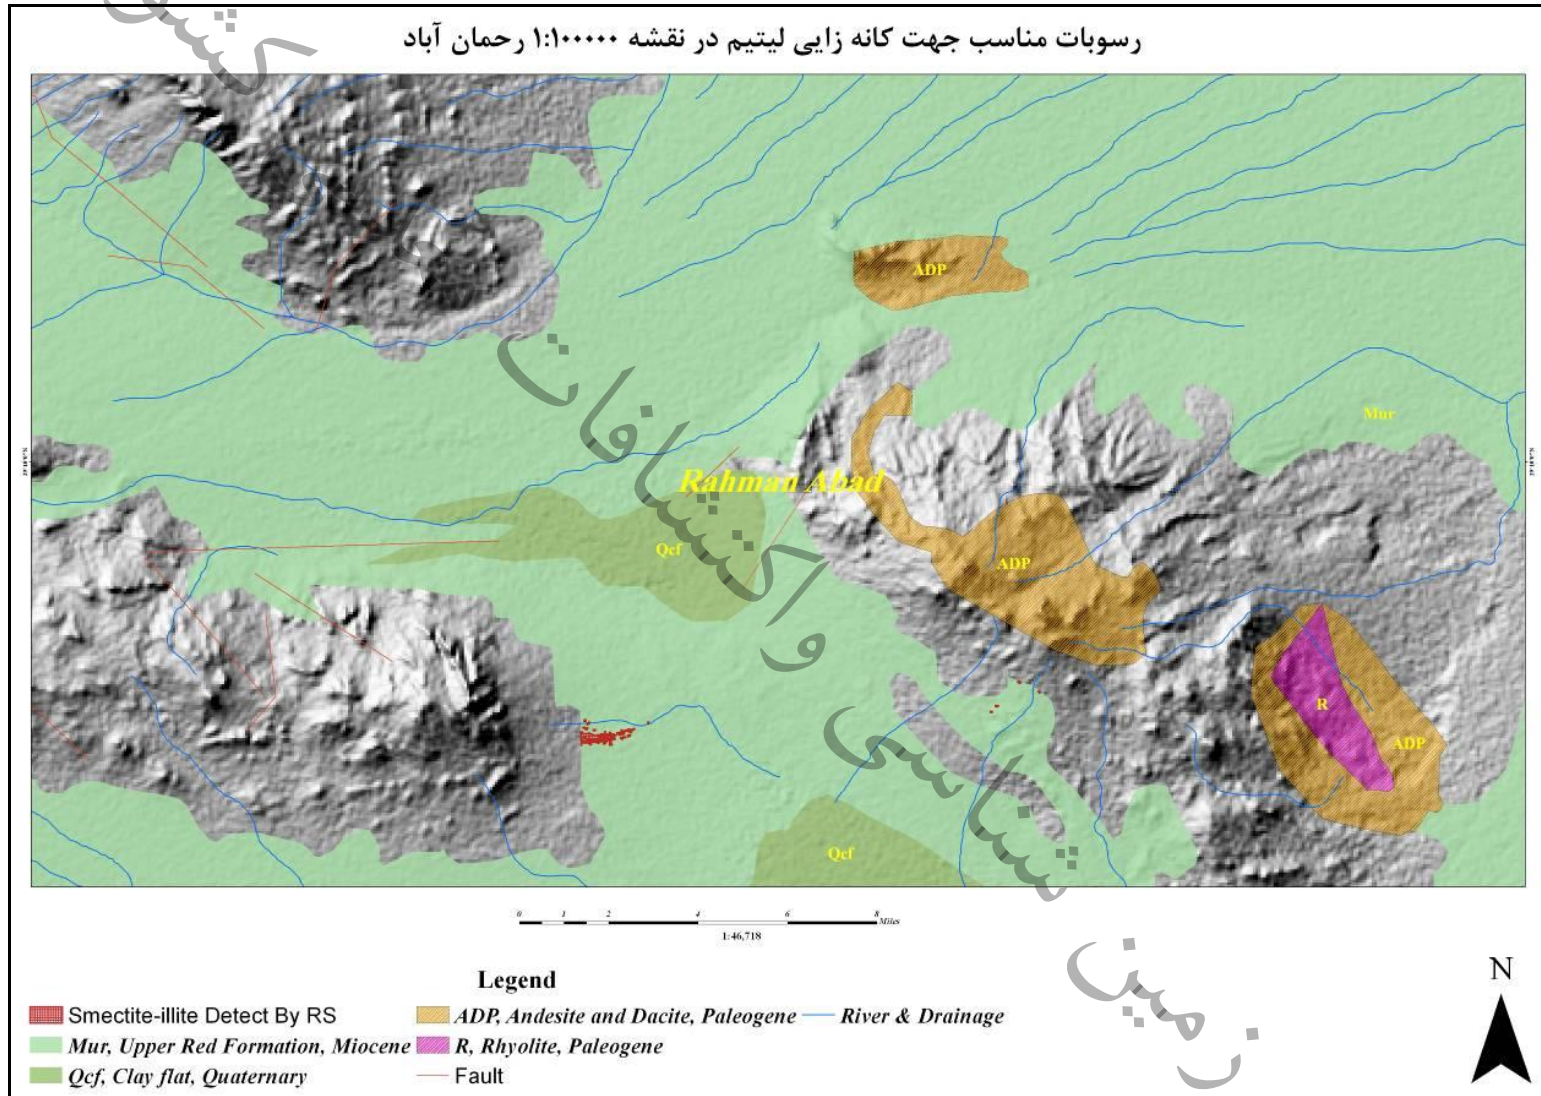 رسوبات مناسب جهت کانه زایی لیتیم در نقشه ۱:۱۰۰۰۰۰ رحمان آباد
ADP
Mur
Rahman Abad
Qcf
ADP
R
ADP
Qcf
0 1 2 4 6 8
Miles
1:46,718
Legend
Smectite-illite Detect By RS
Mur, Upper Red Formation, Miocene
Qcf, Clay flat, Quaternary
ADP, Andesite and Dacite, Paleogene
R, Rhyolite, Paleogene
Fault
River & Drainage
N
واکتشافات
شناسی
زمین